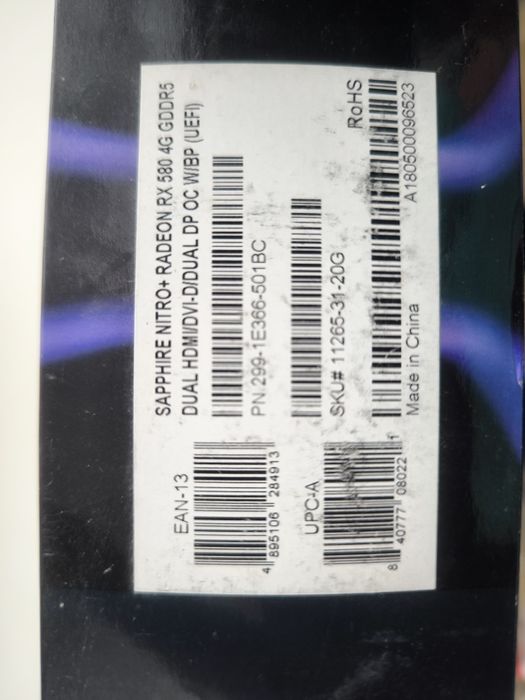 SAPPHIRE NITRO+ RADEON RX 580 4G GDDR5
DUAL HDMI/DVI-D/DUAL DP OC W/BP (UEFI)
PN.299-1E366-501BC
SKU# 11265-31-20G
RoHS
Made in China
A180500096523
EAN-13
4 895106 284913
UPC-A
8 40777 08022 1